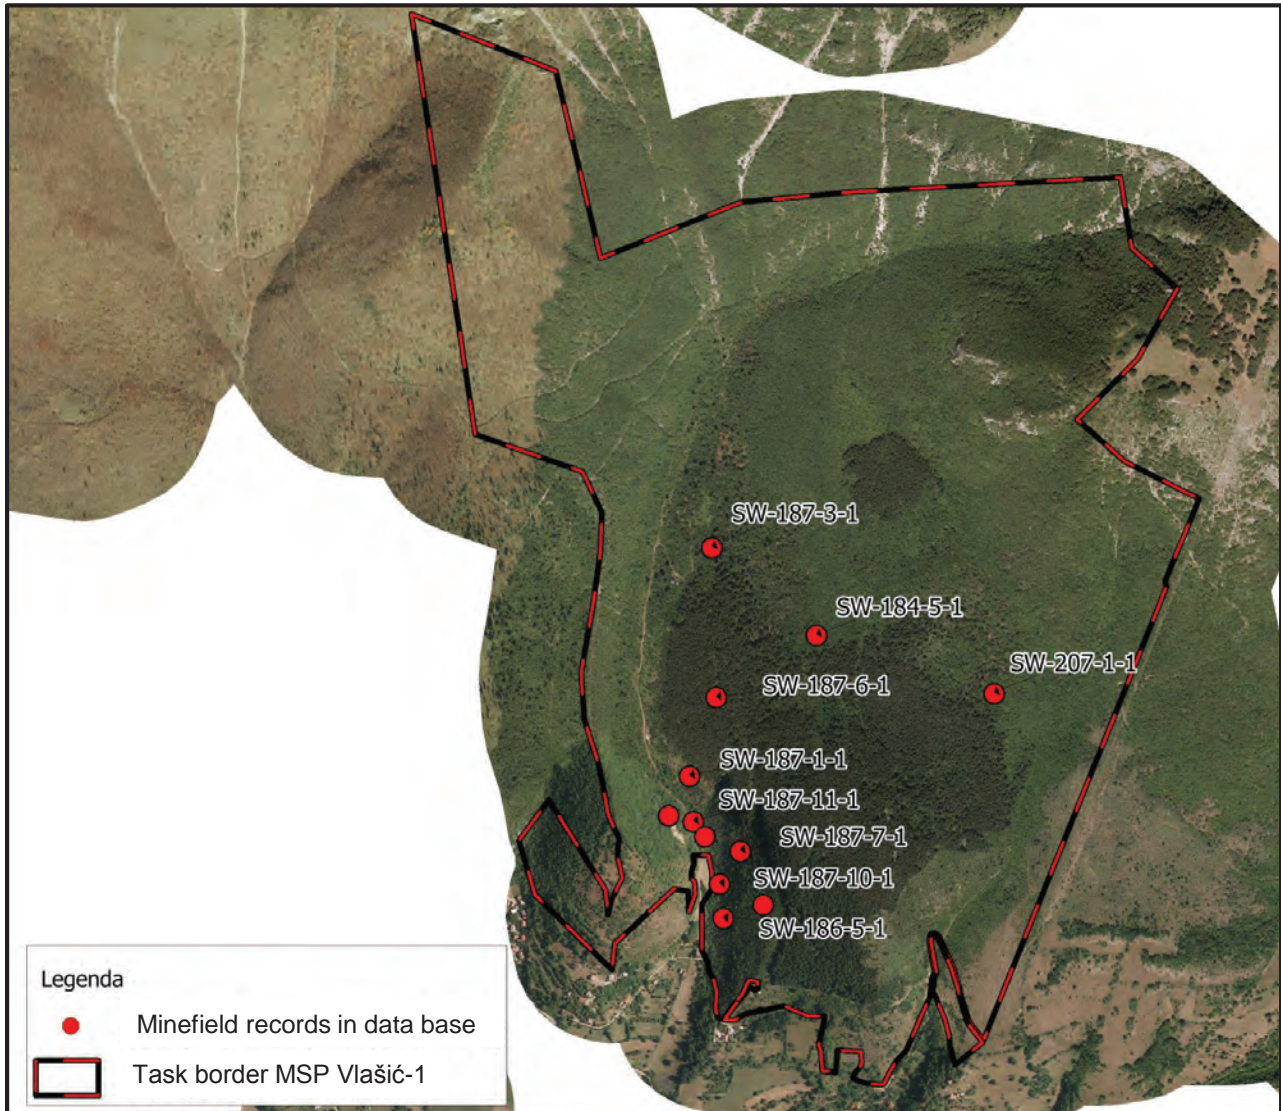 SW-187-3-1
SW-184-5-1
SW-207-1-1
SW-187-6-1
SW-187-1-1
SW-187-11-1
SW-187-7-1
SW-187-10-1
SW-186-5-1
Legenda
Minefield records in data base
Task border MSP Vlašić-1